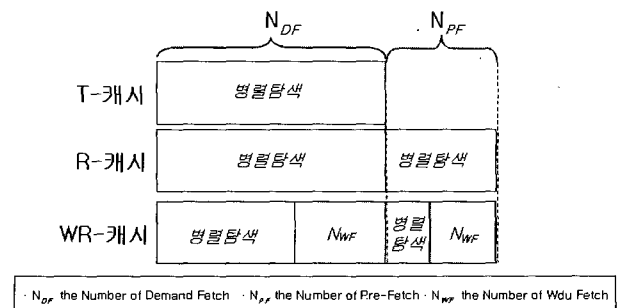 N_DF N_PF
T-캐시 병렬탐색
R-캐시 병렬탐색 병렬탐색
WR-캐시 병렬탐색 N_WF 병렬 N_WF
탐색
· N_DF the Number of Demand Fetch · N_PF the Number of Pre-Fetch · N_WF the Number of Wdu Fetch